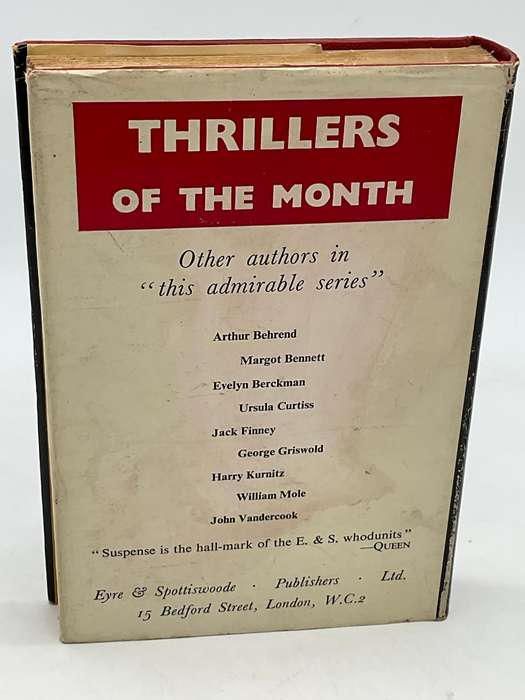 THRILLERS
OF THE MONTH
Other authors in
“this admirable series”
Arthur Behrend
Margot Bennett
Evelyn Berckman
Ursula Curtiss
Jack Finney
George Griswold
Harry Kurnitz
William Mole
John Vandercook
“Suspense is the hall-mark of the E. & S. whodunits”
—QUEEN
Eyre & Spottiswoode · Publishers · Ltd.
15 Bedford Street, London, W.C.2